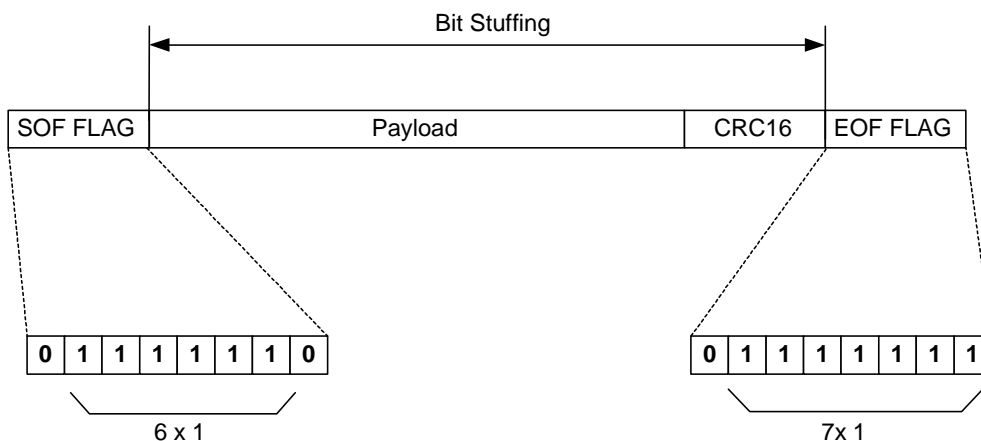 Bit Stuffing
SOF FLAG Payload CRC16 EOF FLAG
0 1 1 1 1 1 1 0 0 1 1 1 1 1 1 1
6 x 1 7x 1